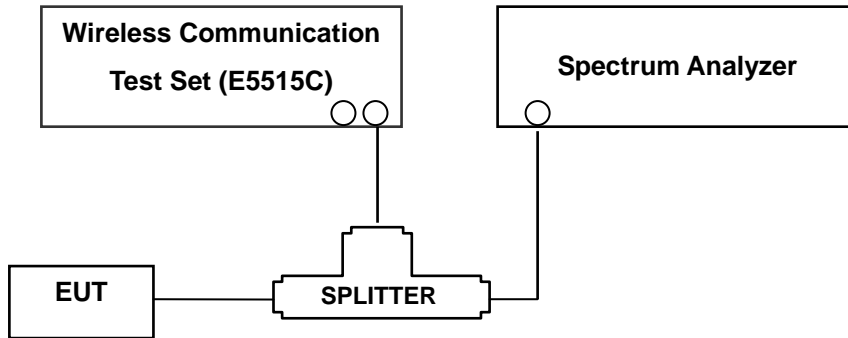 Wireless Communication
Test Set (E5515C)
Spectrum Analyzer
EUT
SPLITTER